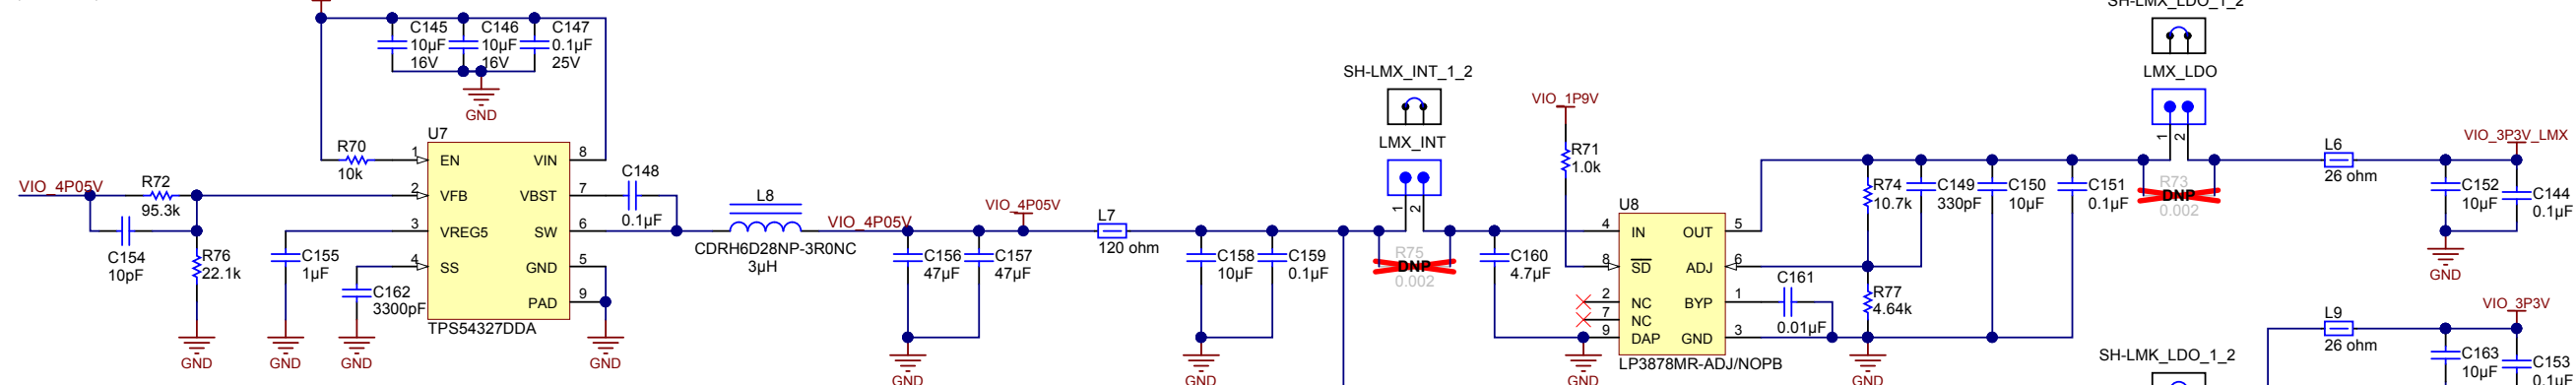 SH-LMX_LDO_1_2
C145
10µF
16V
C146
10µF
16V
C147
0.1µF
25V
GND
SH-LMX_INT_1_2
LMX_INT
1
2
VIO_1P9V
R71
1.0k
LMX_LDO
1
2
VIO_3P3V_LMX
L6
26 ohm
U7
R70
10k
1
EN
VIN
8
VIO_4P05V
R72
95.3k
2
VFB
VBST
7
C148
0.1µF
3
VREG5
SW
6
4
SS
GND
5
PAD
9
TPS54327DDA
C154
10pF
R76
22.1k
C155
1µF
C162
3300pF
GND
GND
GND
GND
L8
CDRH6D28NP-3R0NC
3µH
VIO_4P05V
VIO_4P05V
C156
47µF
C157
47µF
GND
L7
120 ohm
C158
10µF
C159
0.1µF
GND
R75
DNP
0.002
C160
4.7µF
GND
U8
4
IN
OUT
5
8
SD
ADJ
6
2
NC
BYP
1
7
NC
9
DAP
GND
3
LP3878MR-ADJ/NOPB
C161
0.01µF
R74
10.7k
C149
330pF
C150
10µF
C151
0.1µF
R77
4.64k
GND
R73
DNP
0.002
C152
10µF
C144
0.1µF
GND
VIO_3P3V
L9
26 ohm
SH-LMK_LDO_1_2
C163
10µF
C153
0.1µF